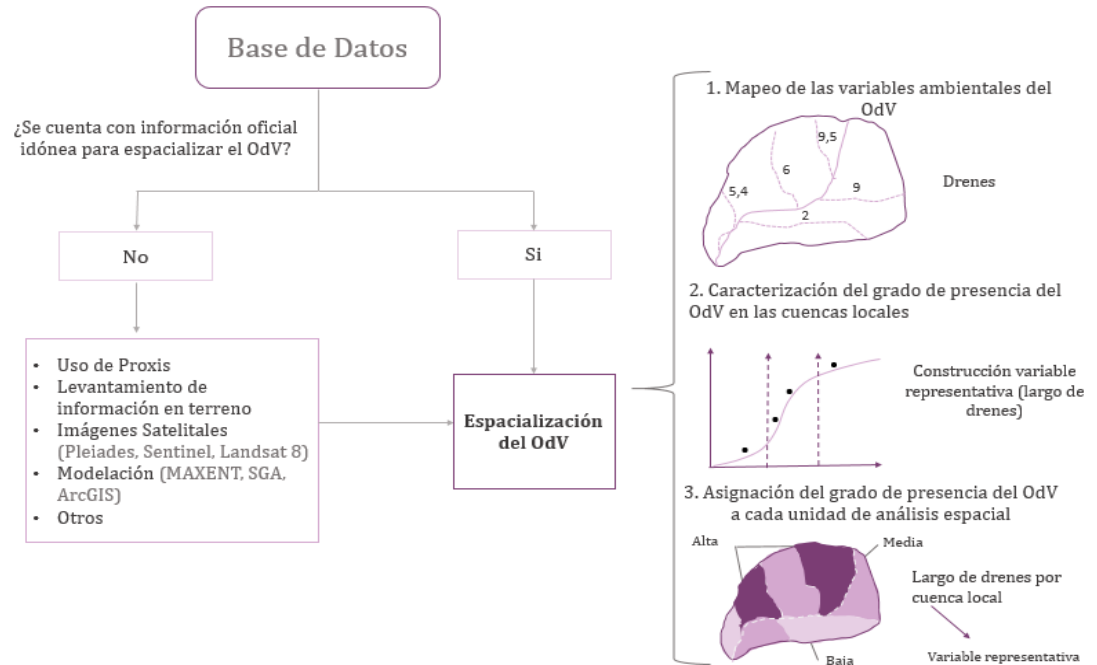 Base de Datos
¿Se cuenta con información oficial
idónea para espacializar el OdV?
No
Si
• Uso de Proxis
• Levantamiento de
información en terreno
• Imágenes Satelitales
(Pleiades, Sentinel, Landsat 8)
• Modelación (MAXENT, SGA,
ArcGIS)
• Otros
Espacialización
del OdV
1. Mapeo de las variables ambientales del
OdV
9,5
6
5,4
9
2
Drenes
2. Caracterización del grado de presencia del
OdV en las cuencas locales
Construcción variable
representativa (largo de
drenes)
3. Asignación del grado de presencia del OdV
a cada unidad de análisis espacial
Alta
Media
Largo de drenes por
cuenca local
Baja
Variable representativa